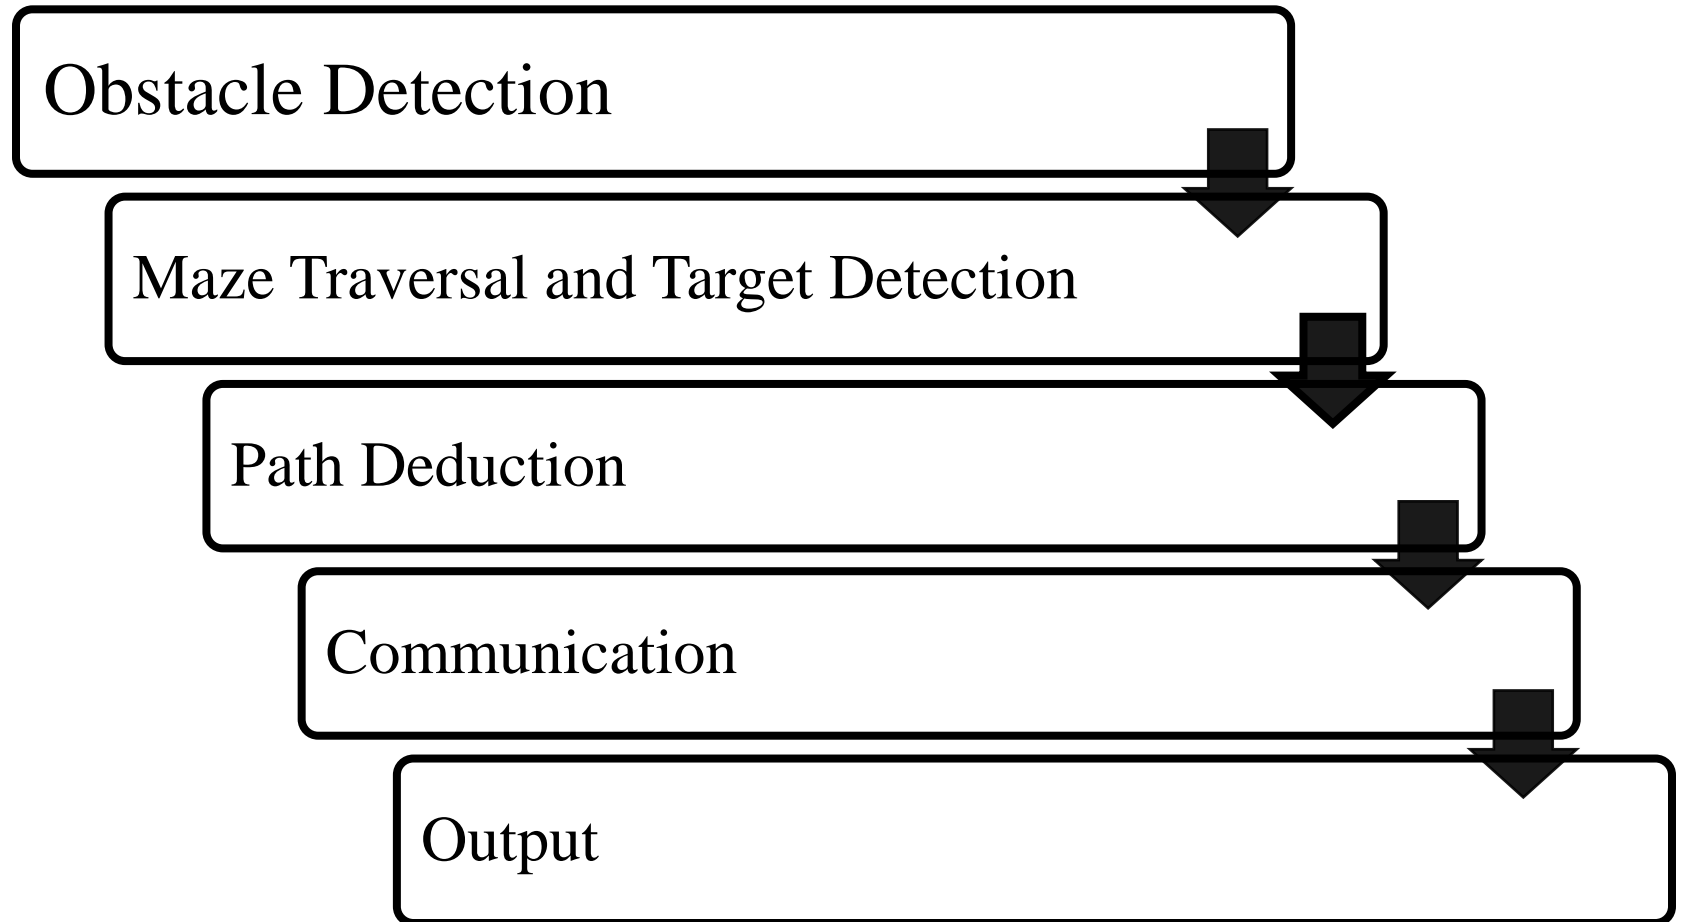 Obstacle Detection
Maze Traversal and Target Detection
Path Deduction
Communication
Output